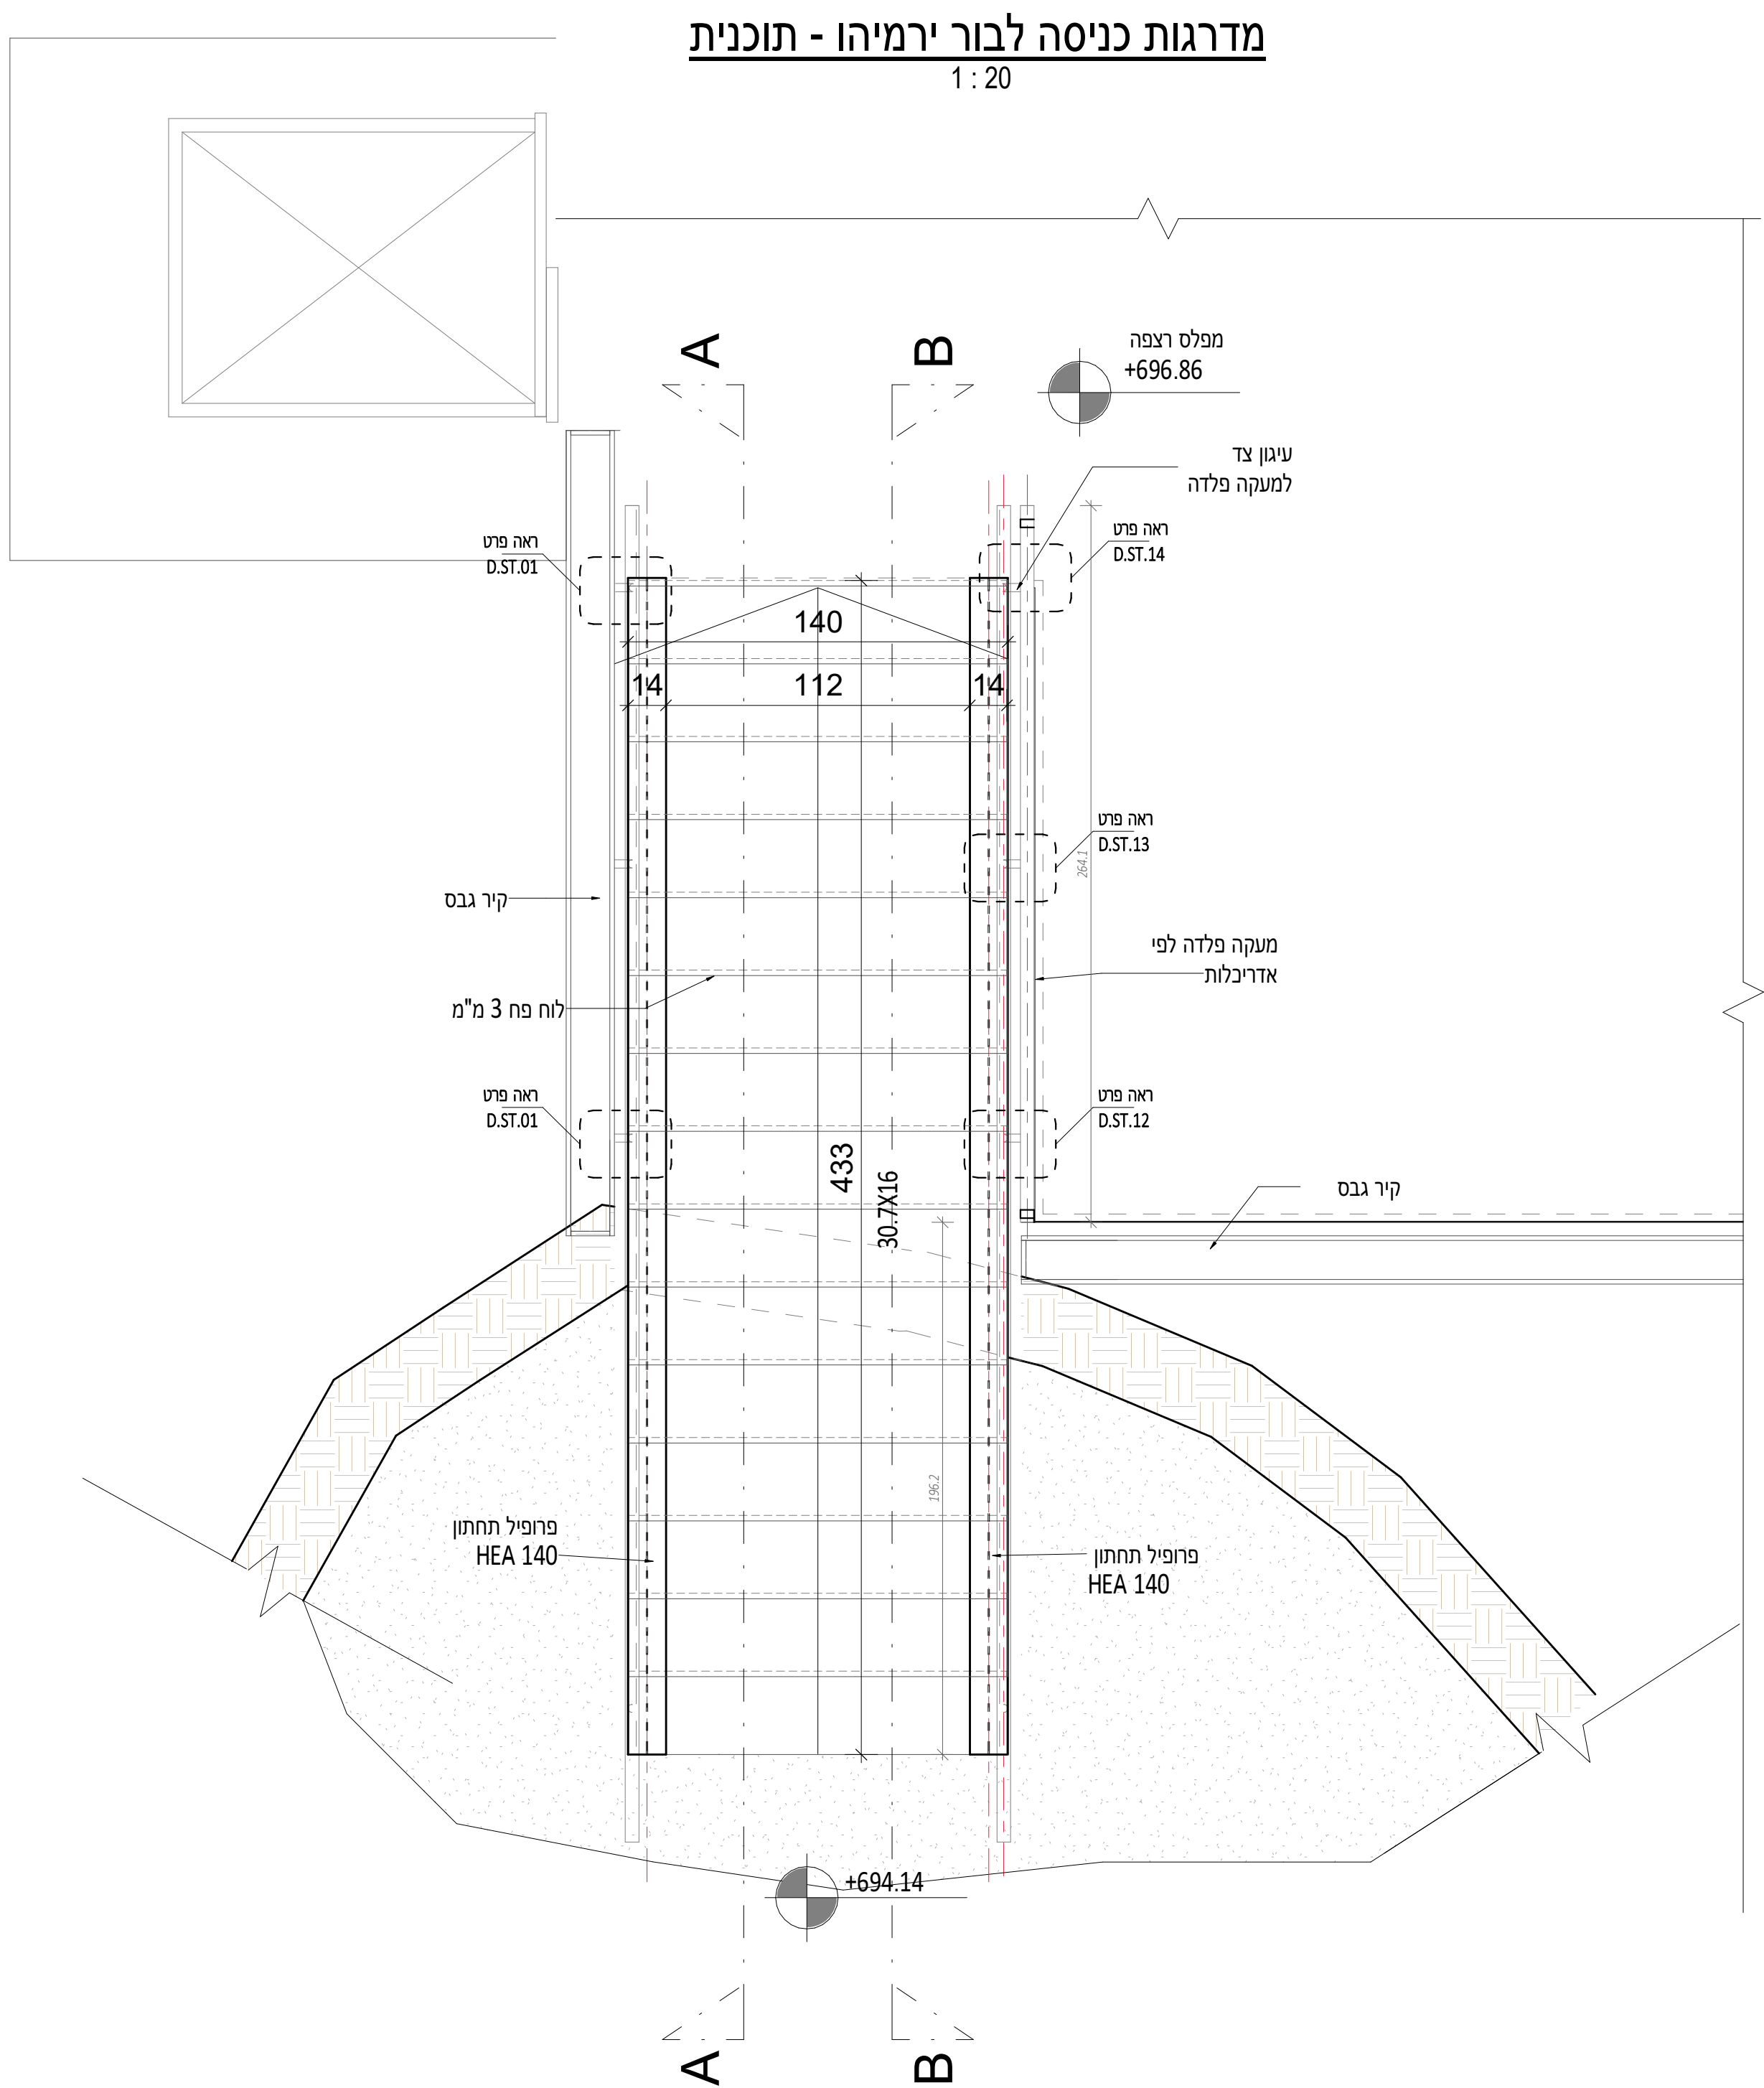 מדרגות כניסה לבור ירמיהו - תוכנית
1 : 20
A
B
מפלס רצפה
+696.86
עיגון צד
למעקה פלדה
ראה פרט
D.ST.01
ראה פרט
D.ST.14
140
14
112
14
ראה פרט
D.ST.13
264.1
קיר גבס
מעקה פלדה לפי
אדריכלות
לוח פח 3 מ"מ
ראה פרט
D.ST.01
ראה פרט
D.ST.12
433
30.7X16
קיר גבס
196.2
פרופיל תחתון
HEA 140
פרופיל תחתון
HEA 140
+694.14
A
B